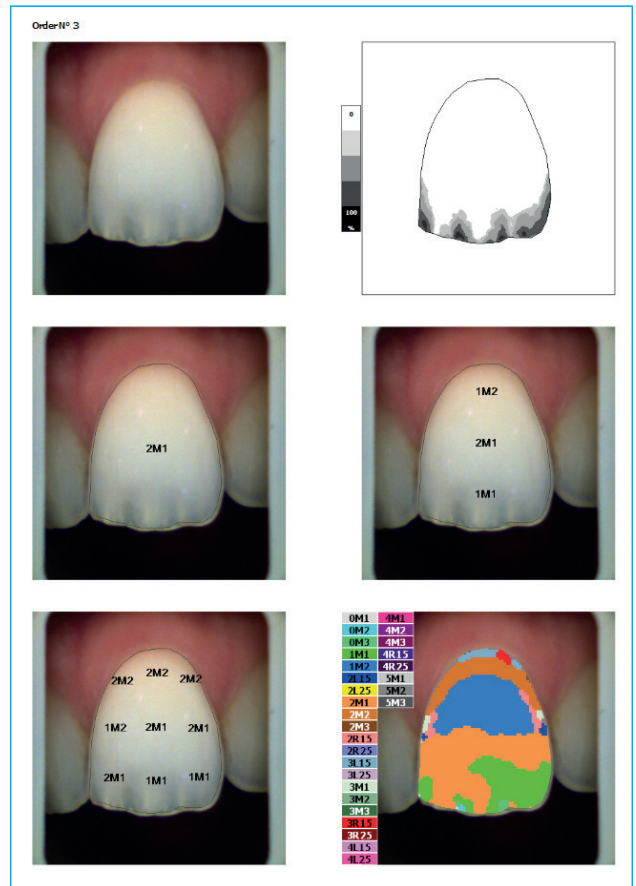 Order N° 3
0
100
%
2M1
1M2
2M1
1M1
2M2 2M2 2M2
1M2 2M1 2M1
2M1 1M1 1M1
0M1 4M1
0M2 4M2
0M3 4M3
1M1 4R15
1M2 4R25
2L15 5M1
2L25 5M2
2M1 5M3
2M2
2M3
2R15
2R25
3L15
3L25
3M1
3M2
3M3
3R15
3R25
4L15
4L25